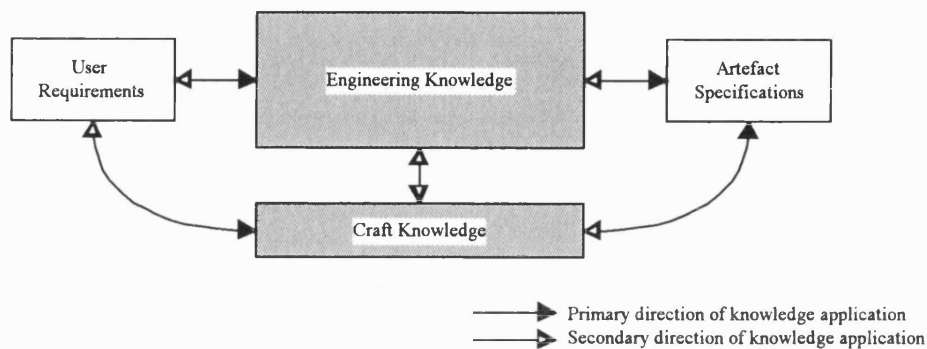 User
Requirements
Engineering Knowledge
Artefact
Specifications
Craft Knowledge
Primary direction of knowledge application
Secondary direction of knowledge application